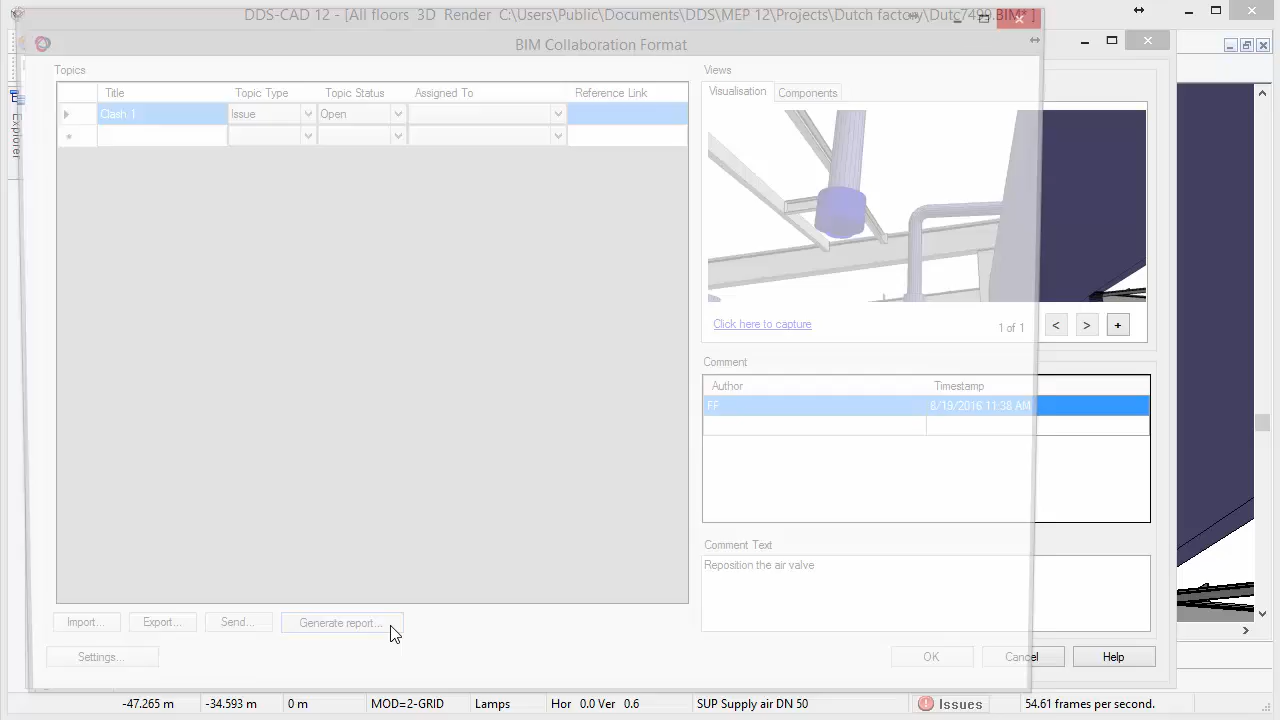 DDS-CAD 12 - [All floors 3D Render C:\Users\Public\Documents\DDS\MEP 12\Projects\Dutch factory\Dutc7499.BIM* ]
BIM Collaboration Format
Explorer
Topics
Title Topic Type Topic Status Assigned To Reference Link
Clash 1 Issue Open
Views
Visualisation Components
Click here to capture 1 of 1 < > +
Comment
Author Timestamp
FF 8/19/2016 11:38 AM
Comment Text
Reposition the air valve
Import... Export... Send... Generate report...
Settings... OK Cancel Help
-47.265 m -34.593 m 0 m MOD=2-GRID Lamps Hor 0.0 Ver 0.6 SUP Supply air DN 50 Issues 54.61 frames per second.